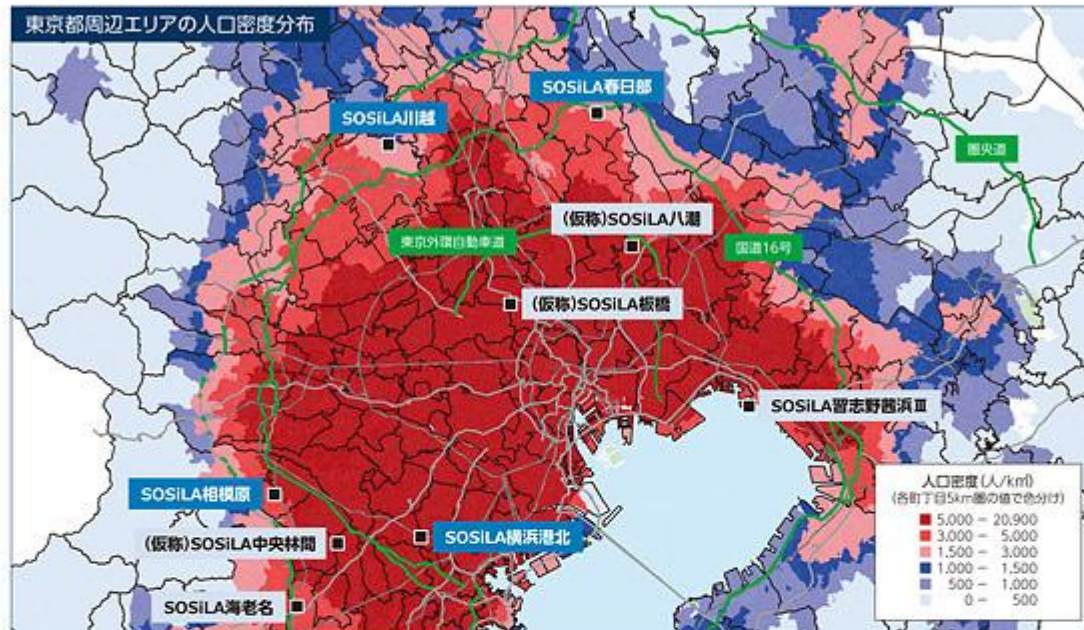 東京都周辺エリアの人口密度分布
SOSiLA春日部
SOSiLA川越
圏央道
(仮称)SOSiLA八潮
東京外環自動車道
国道16号
(仮称)SOSiLA板橋
SOSiLA習志野茜浜Ⅲ
SOSiLA相模原
(仮称)SOSiLA中央林間
SOSiLA横浜港北
SOSiLA海老名
人口密度(人/k㎡)
(各町丁目5km圏の値で色分け)
5,000 - 20,900
3,000 - 5,000
1,500 - 3,000
1,000 - 1,500
500 - 1,000
0 - 500